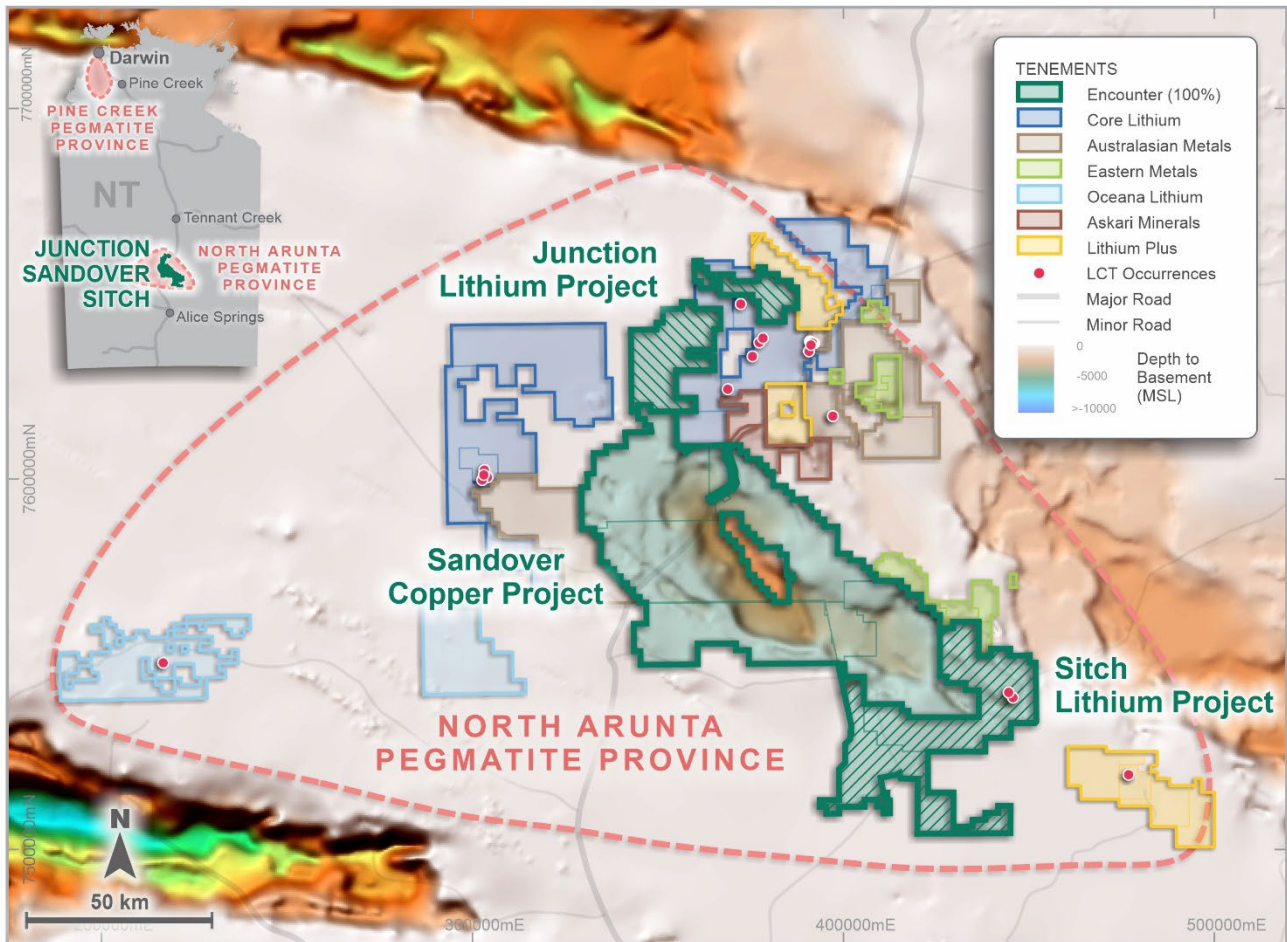 Darwin
Pine Creek
PINE CREEK
PEGMATITE
PROVINCE
NT
Tennant Creek
JUNCTION
SANDOVER
SITCH
NORTH ARUNTA
PEGMATITE
PROVINCE
Alice Springs
7700000mN
7600000mN
7500000mN
Junction
Lithium Project
Sandover
Copper Project
Sitch
Lithium Project
NORTH ARUNTA
PEGMATITE PROVINCE
TENEMENTS
Encounter (100%)
Core Lithium
Australasian Metals
Eastern Metals
Oceana Lithium
Askari Minerals
Lithium Plus
LCT Occurrences
Major Road
Minor Road
0
-5000
>-10000
Depth to
Basement
(MSL)
N
50 km
300000mE
400000mE
500000mE